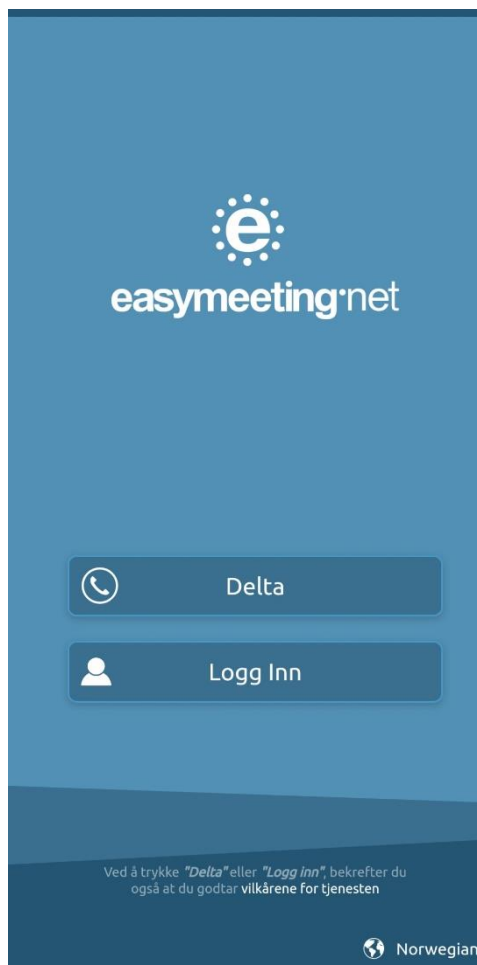 e
easymeeting·net
Delta
Logg Inn
Ved å trykke "Delta" eller "Logg inn", bekrefter du
også at du godtar vilkårene for tjenesten
Norwegian